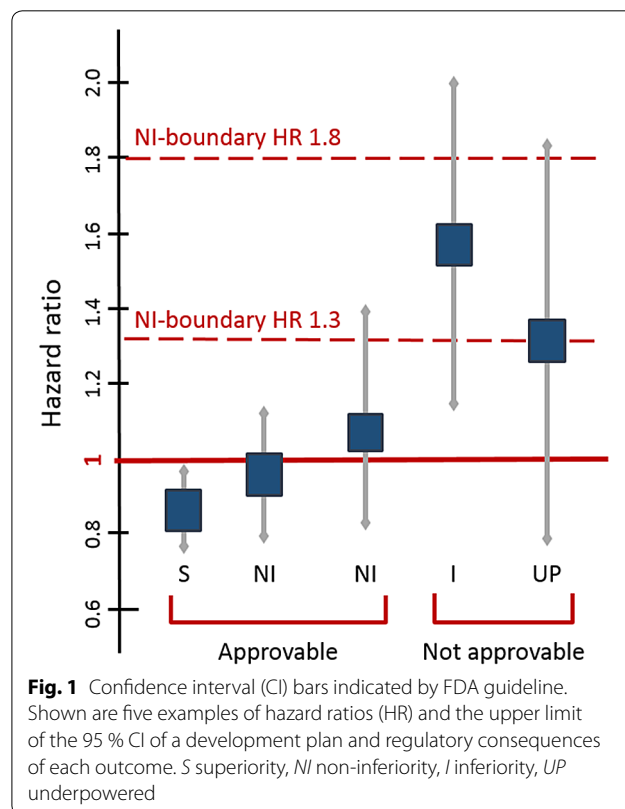 2.0
NI-boundary HR 1.8
1.8
1.6
1.4
NI-boundary HR 1.3
1.2
Hazard ratio
1
0.8
0.6
S NI NI I UP
Approvable Not approvable
Fig. 1 Confidence interval (CI) bars indicated by FDA guideline.
Shown are five examples of hazard ratios (HR) and the upper limit
of the 95 % CI of a development plan and regulatory consequences
of each outcome. S superiority, NI non-inferiority, I inferiority, UP
underpowered